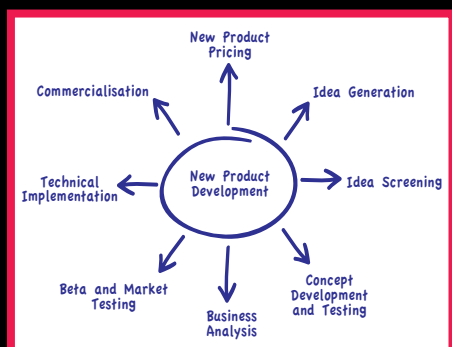 New Product
Pricing
Idea Generation
Idea Screening
Concept
Development
and Testing
Business
Analysis
Beta and Market
Testing
Technical
Implementation
Commercialisation
New Product
Development